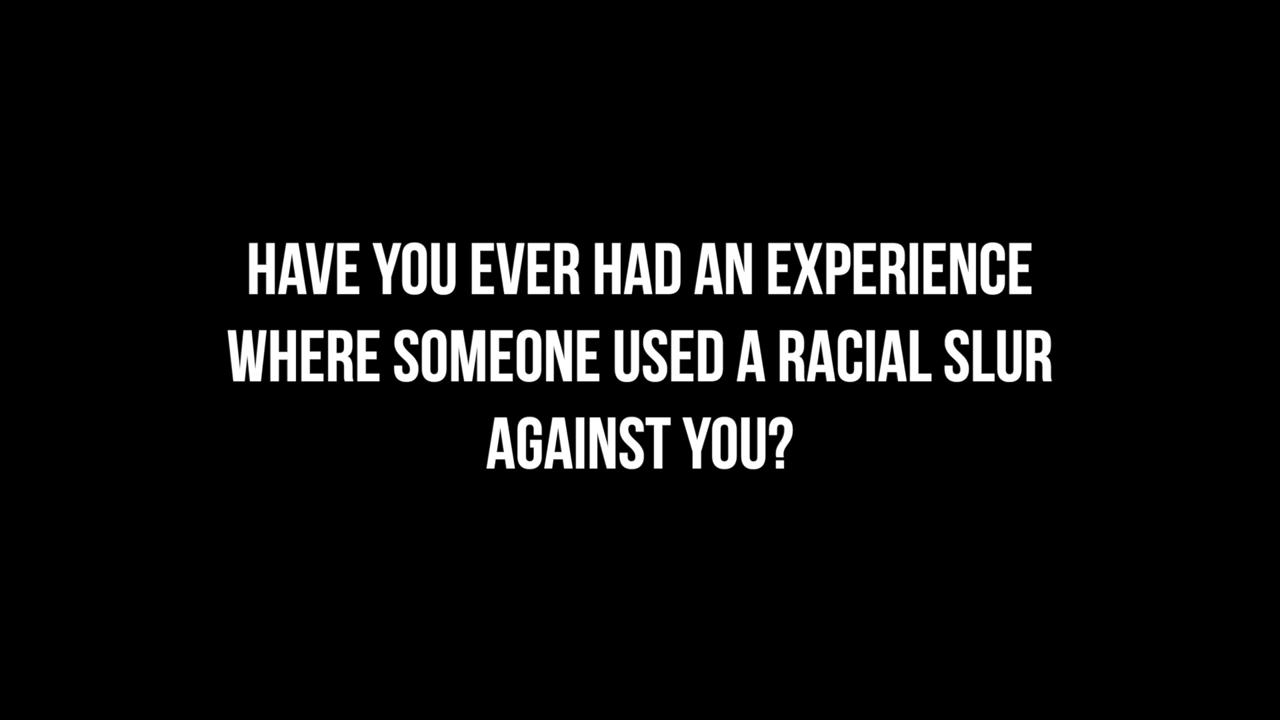 HAVE YOU EVER HAD AN EXPERIENCE
WHERE SOMEONE USED A RACIAL SLUR
AGAINST YOU?